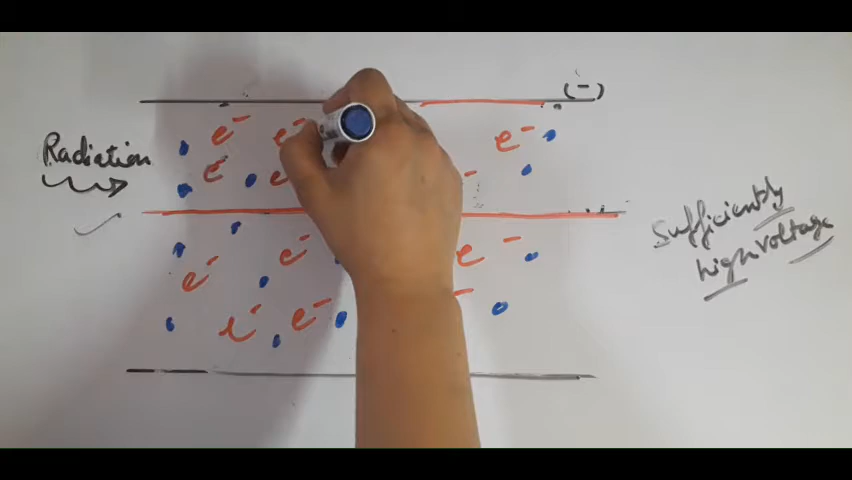 (-)
e⁻ e⁻ e⁻
Radiation
e⁻ e
Sufficiently
high voltage
e⁻ e⁻ e⁻
e⁻ e⁻